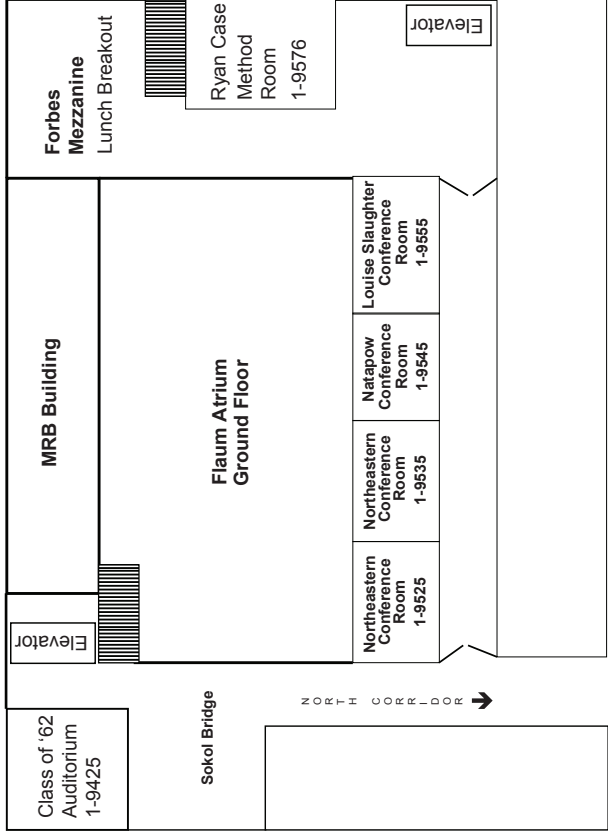 Class of ‘62
Auditorium
1-9425
Elevator
MRB Building
Forbes
Mezzanine
Lunch Breakout
Ryan Case
Method
Room
1-9576
Elevator
Sokol Bridge
Flaum Atrium
Ground Floor
NORTH CORRIDOR
Northeastern
Conference
Room
1-9525
Northeastern
Conference
Room
1-9535
Natapow
Conference
Room
1-9545
Louise Slaughter
Conference
Room
1-9555